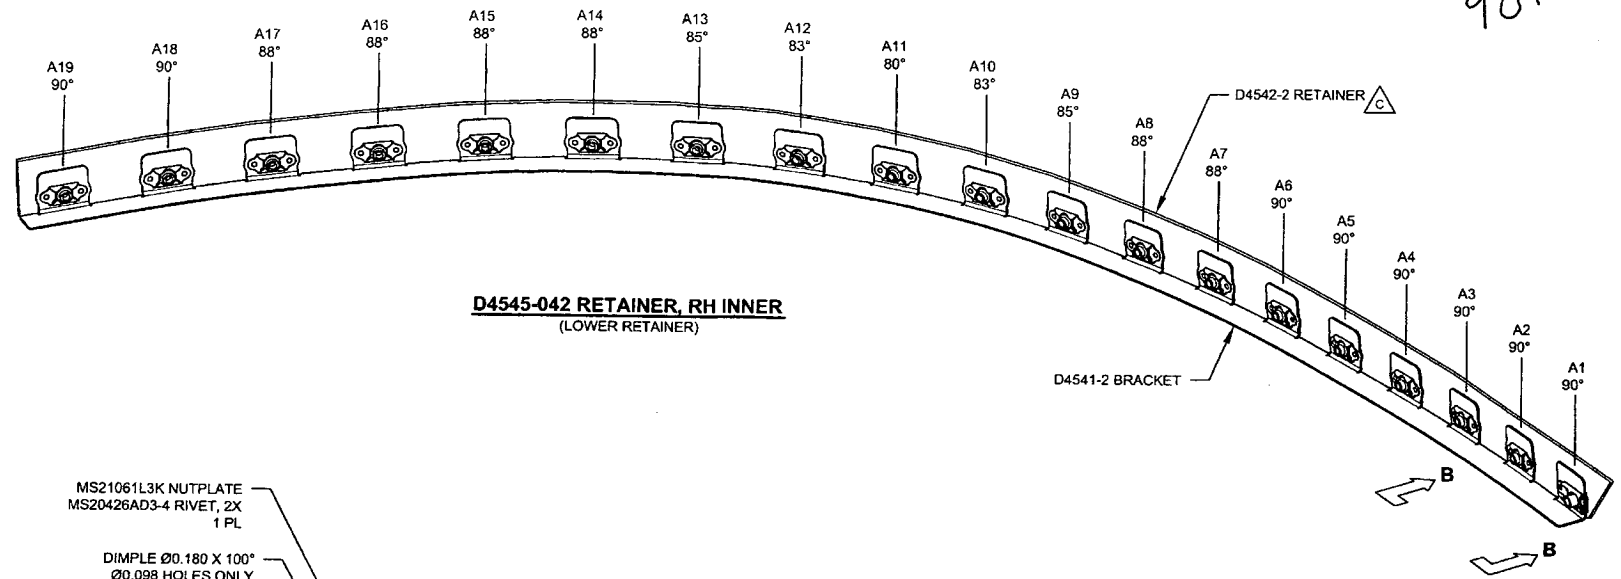 A19
90°
A18
90°
A17
88°
A16
88°
A15
88°
A14
88°
A13
85°
A12
83°
A11
80°
A10
83°
A9
85°
A8
88°
A7
88°
A6
90°
A5
90°
A4
90°
A3
90°
A2
90°
A1
90°
D4542-2 RETAINER
C
D4545-042 RETAINER, RH INNER
(LOWER RETAINER)
D4541-2 BRACKET
B
B
MS21061L3K NUTPLATE
MS20426AD3-4 RIVET, 2X
1 PL
DIMPLE Ø0.180 X 100°
Ø0.098 HOLES ONLY